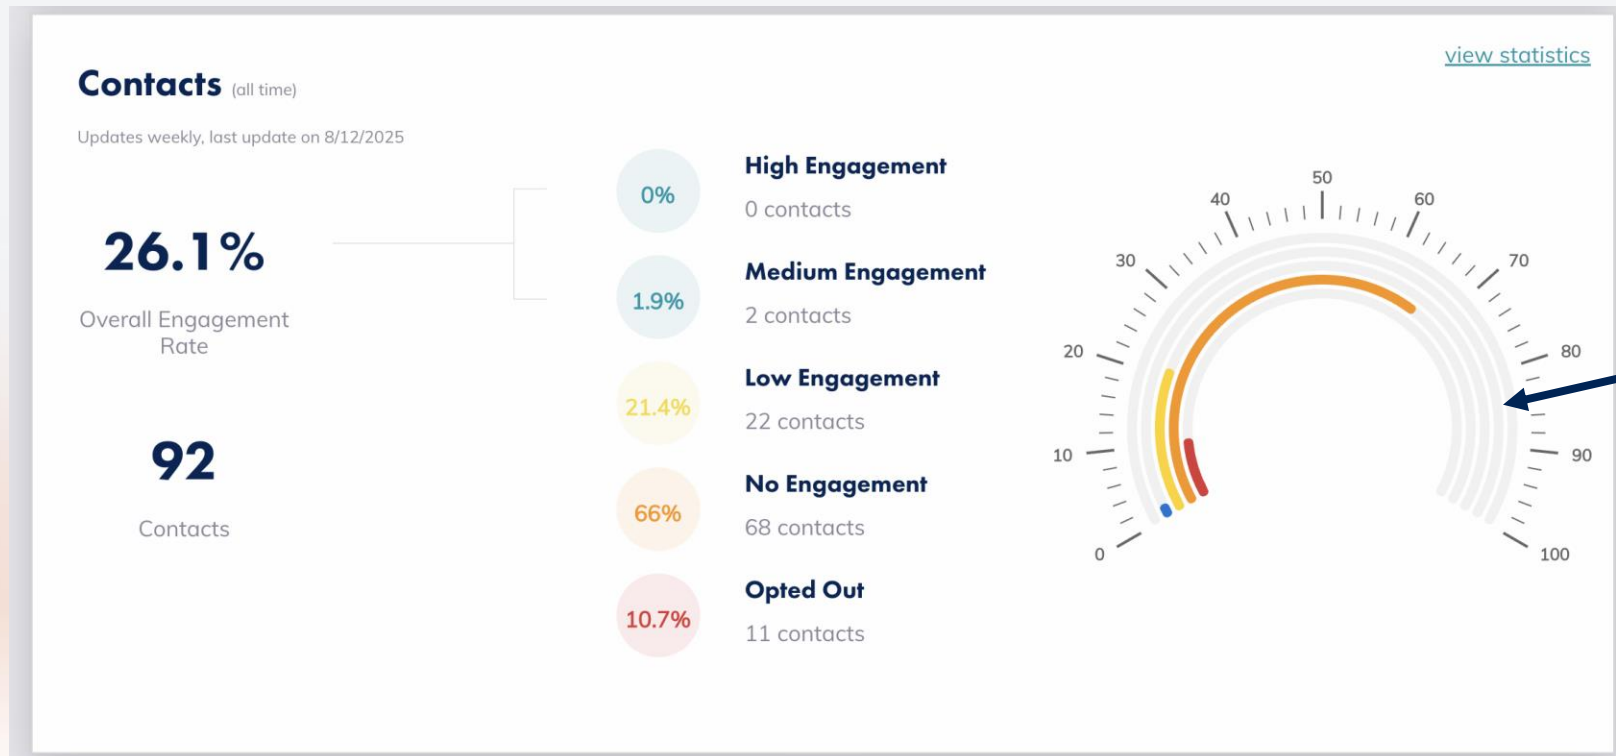 view statistics
Contacts (all time)
Updates weekly, last update on 8/12/2025
26.1%
Overall Engagement
Rate
92
Contacts
0%
High Engagement
0 contacts
1.9%
Medium Engagement
2 contacts
21.4%
Low Engagement
22 contacts
66%
No Engagement
68 contacts
10.7%
Opted Out
11 contacts
0
10
20
30
40
50
60
70
80
90
100